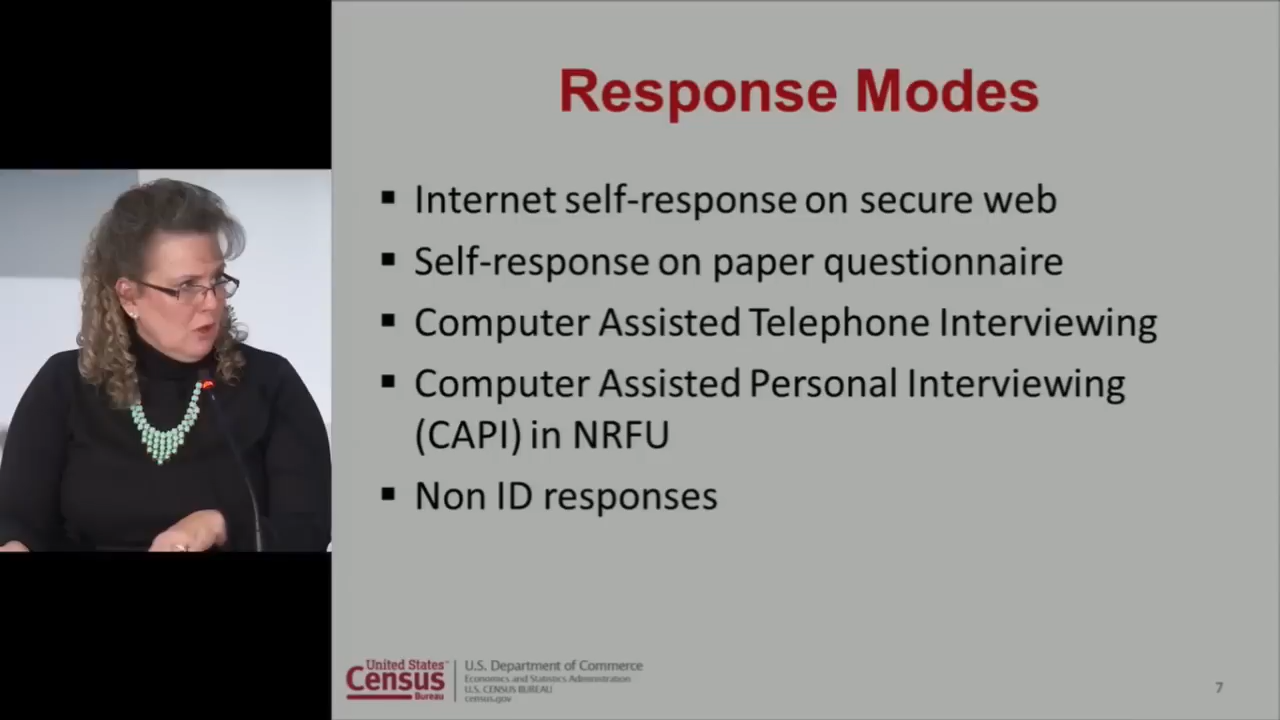 Response Modes
Internet self-response on secure web
Self-response on paper questionnaire
Computer Assisted Telephone Interviewing
Computer Assisted Personal Interviewing
(CAPI) in NRFU
Non ID responses
United States™
Census
Bureau
U.S. Department of Commerce
Economics and Statistics Administration
U.S. CENSUS BUREAU
census.gov
7